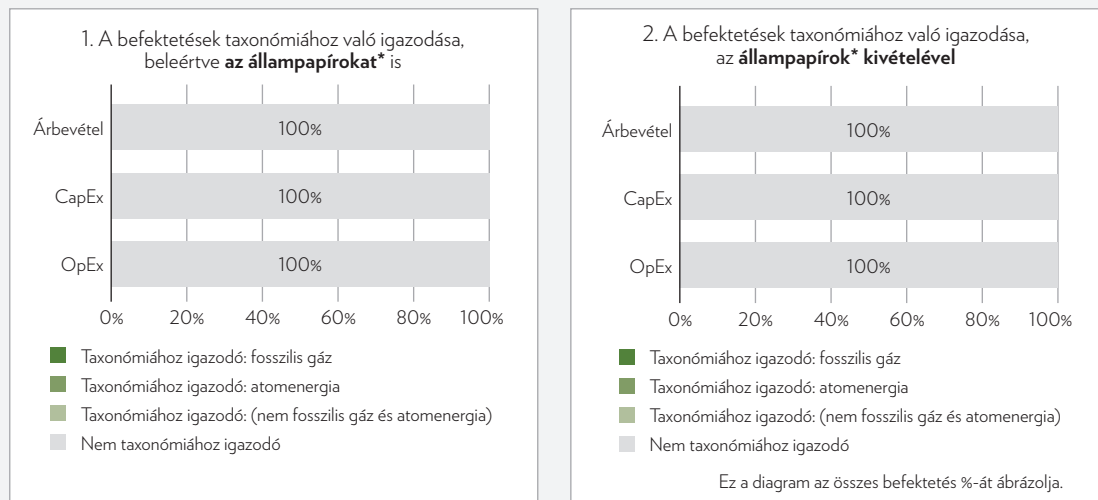 1. A befektetések taxonómiához való igazodása,
beleértve az állampapírokat* is
Árbevétel
100%
CapEx
100%
OpEx
100%
0% 20% 40% 60% 80% 100%
Taxonómiához igazodó: fosszilis gáz
Taxonómiához igazodó: atomenergia
Taxonómiához igazodó: (nem fosszilis gáz és atomenergia)
Nem taxonómiához igazodó
2. A befektetések taxonómiához való igazodása,
az állampapírok* kivételével
Árbevétel
100%
CapEx
100%
OpEx
100%
0% 20% 40% 60% 80% 100%
Taxonómiához igazodó: fosszilis gáz
Taxonómiához igazodó: atomenergia
Taxonómiához igazodó: (nem fosszilis gáz és atomenergia)
Nem taxonómiához igazodó
Ez a diagram az összes befektetés %-át ábrázolja.